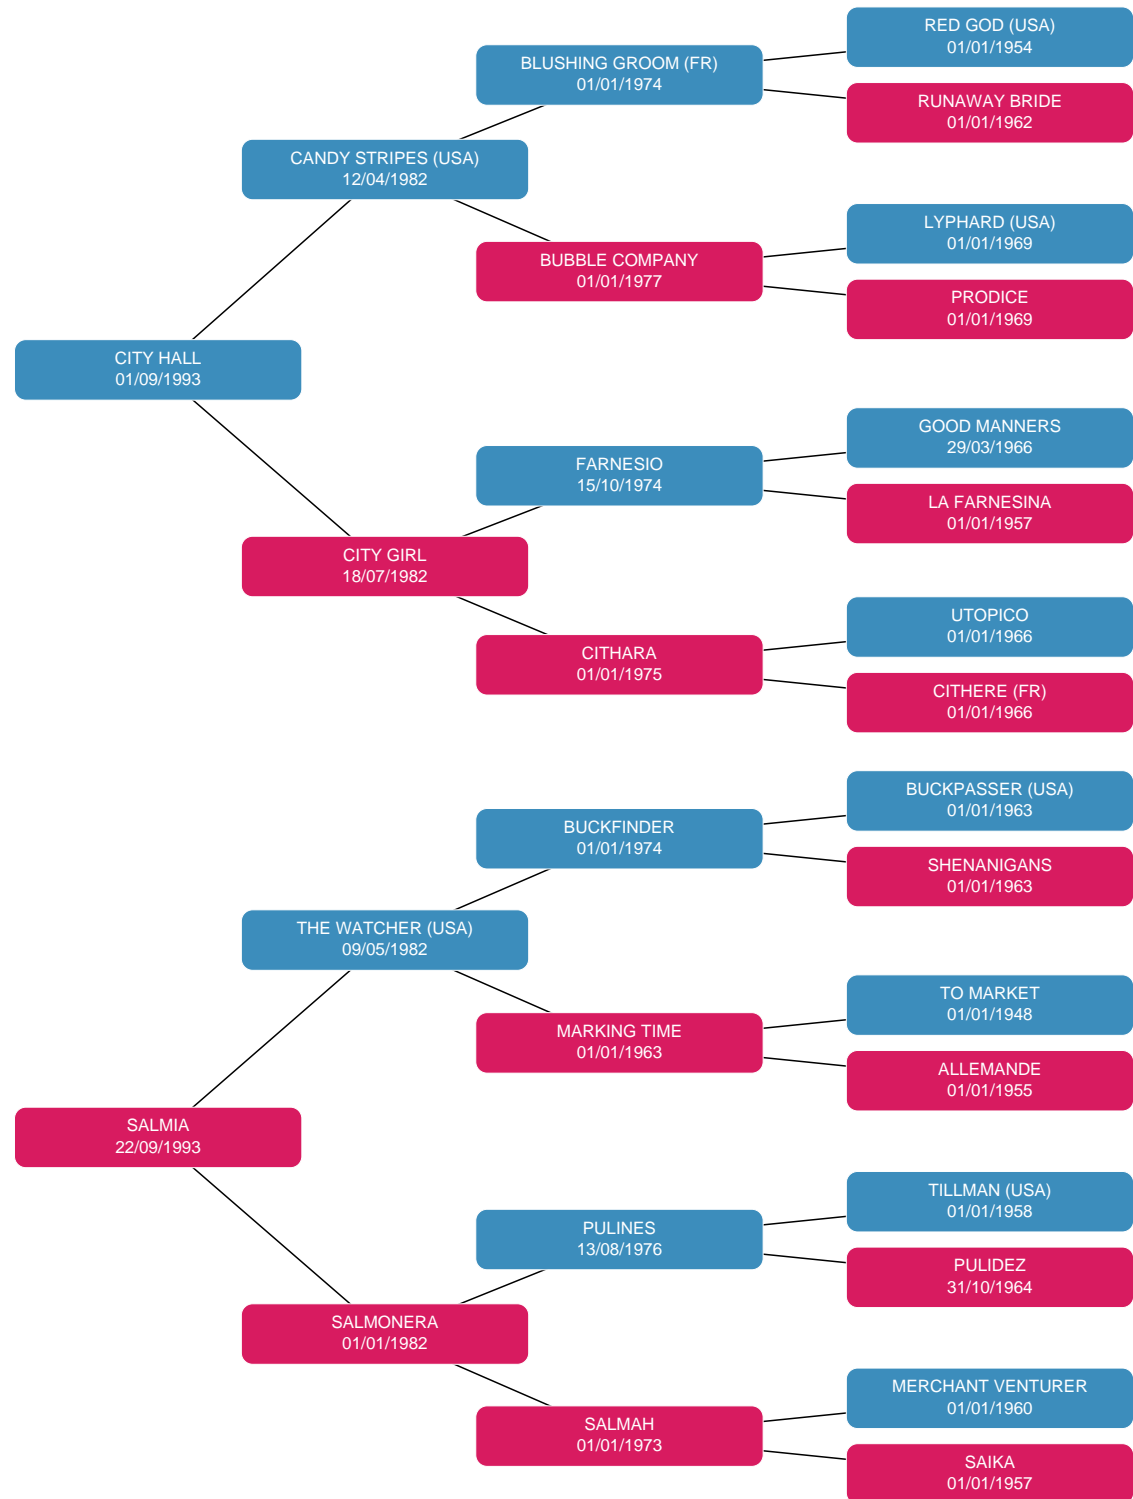 RED GOD (USA)
01/01/1954
BLUSHING GROOM (FR)
01/01/1974
RUNAWAY BRIDE
01/01/1962
CANDY STRIPES (USA)
12/04/1982
LYPHARD (USA)
01/01/1969
BUBBLE COMPANY
01/01/1977
PRODICE
01/01/1969
CITY HALL
01/09/1993
GOOD MANNERS
29/03/1966
FARNESIO
15/10/1974
LA FARNESINA
01/01/1957
CITY GIRL
18/07/1982
UTOPICO
01/01/1966
CITHARA
01/01/1975
CITHERE (FR)
01/01/1966
BUCKPASSER (USA)
01/01/1963
BUCKFINDER
01/01/1974
SHENANIGANS
01/01/1963
THE WATCHER (USA)
09/05/1982
TO MARKET
01/01/1948
MARKING TIME
01/01/1963
ALLEMANDE
01/01/1955
SALMIA
22/09/1993
TILLMAN (USA)
01/01/1958
PULINES
13/08/1976
PULIDEZ
31/10/1964
SALMONERA
01/01/1982
MERCHANT VENTURER
01/01/1960
SALMAH
01/01/1973
SAIKA
01/01/1957